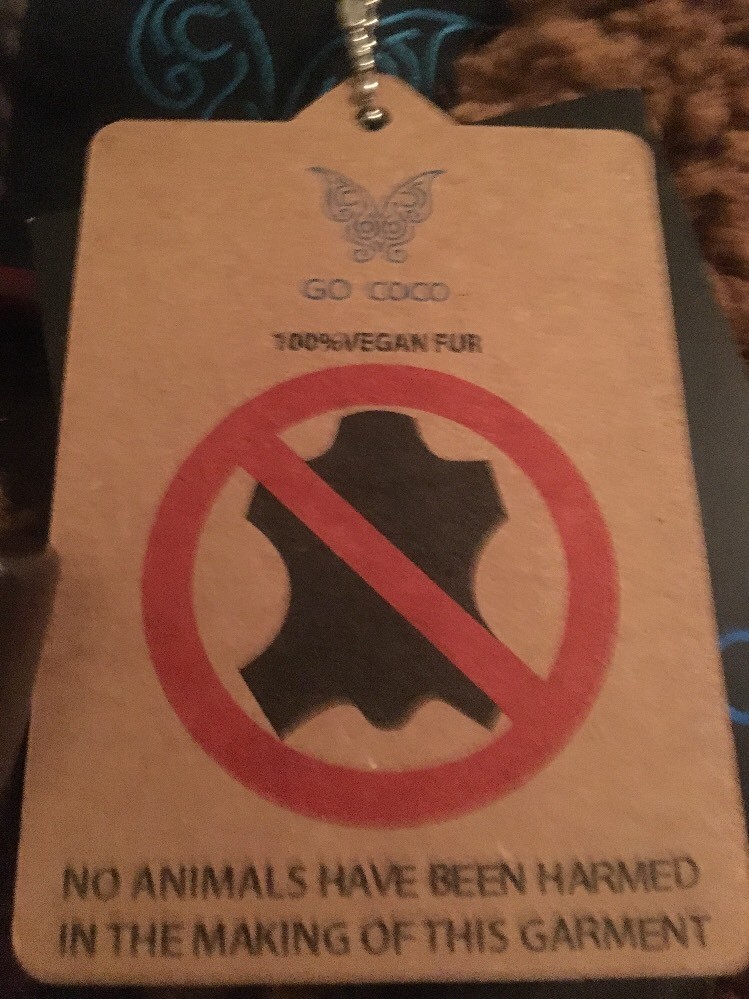 GO COCO
100%VEGAN FUR
NO ANIMALS HAVE BEEN HARMED
IN THE MAKING OF THIS GARMENT